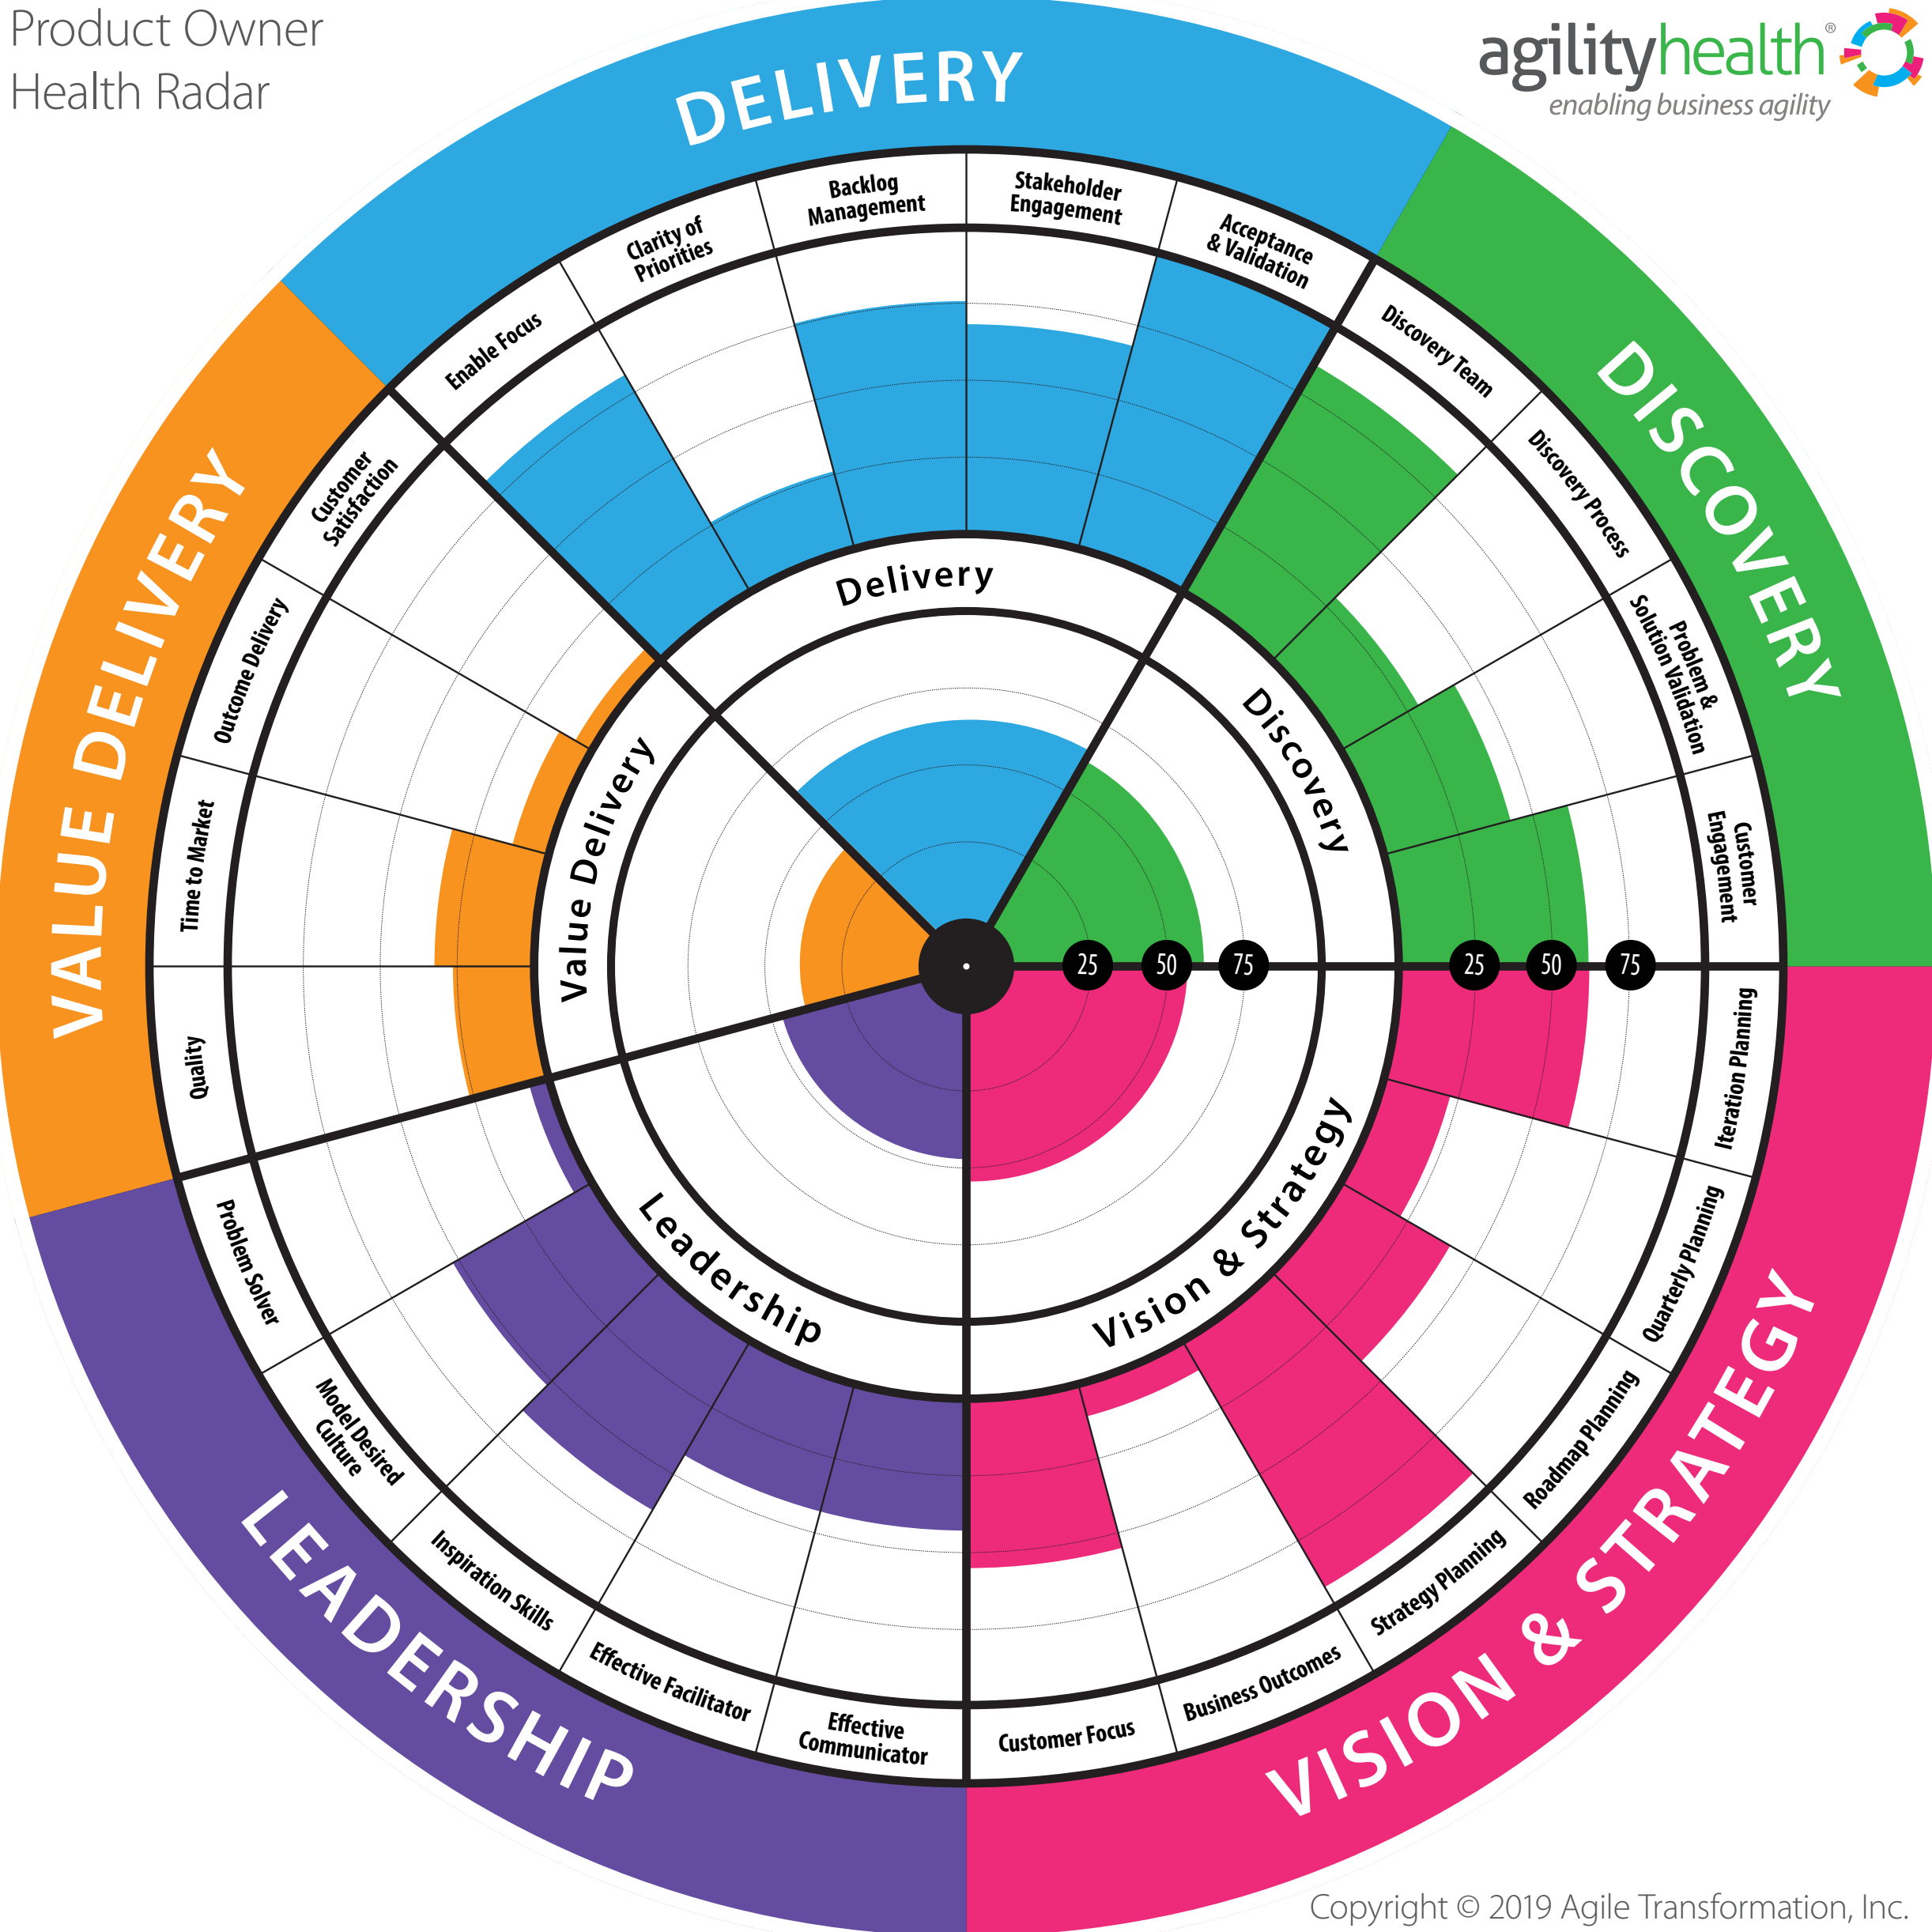 Product Owner
Health Radar
agilityhealth®
enabling business agility
DELIVERY
DISCOVERY
VISION & STRATEGY
LEADERSHIP
VALUE DELIVERY
Enable Focus
Clarity of
Priorities
Backlog
Management
Stakeholder
Engagement
Acceptance
& Validation
Discovery Team
Discovery Process
Problem &
Solution Validation
Customer
Engagement
Iteration Planning
Quarterly Planning
Roadmap Planning
Strategy Planning
Business Outcomes
Customer Focus
Effective
Communicator
Effective Facilitator
Inspiration Skills
Model Desired
Culture
Problem Solver
Quality
Time to Market
Outcome Delivery
Customer
Satisfaction
Delivery
Discovery
Vision & Strategy
Leadership
Value Delivery
25 50 75 25 50 75
Copyright © 2019 Agile Transformation, Inc.